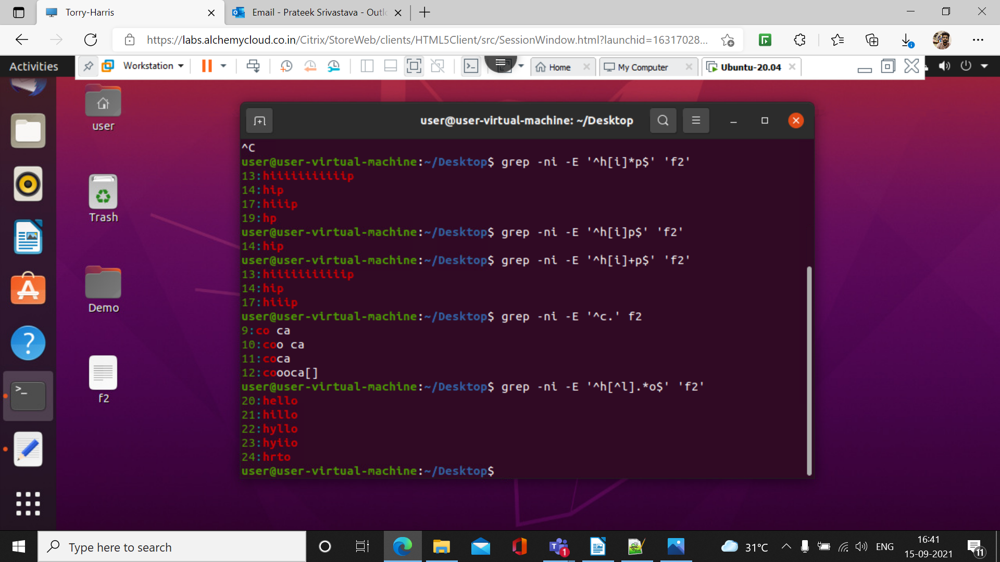 Torry-Harris
Email - Prateek Srivastava - Outlo
https://labs.alchemycloud.co.in/Citrix/StoreWeb/clients/HTML5Client/src/SessionWindow.html?launchid=16317028...
Activities
Workstation
Home
My Computer
Ubuntu-20.04
user
Trash
Demo
f2
user@user-virtual-machine: ~/Desktop
^C
user@user-virtual-machine:~/Desktop$ grep -ni -E '^h[i]*p$' 'f2'
13:hiiiiiiiiiiip
14:hip
17:hiiip
19:hp
user@user-virtual-machine:~/Desktop$ grep -ni -E '^h[i]p$' 'f2'
14:hip
user@user-virtual-machine:~/Desktop$ grep -ni -E '^h[i]+p$' 'f2'
13:hiiiiiiiiiiip
14:hip
17:hiiip
user@user-virtual-machine:~/Desktop$ grep -ni -E '^c.' f2
9:co ca
10:coo ca
11:coca
12:coooca[]
user@user-virtual-machine:~/Desktop$ grep -ni -E '^h[^l].*o$' 'f2'
20:hello
21:hillo
22:hyllo
23:hyiio
24:hrto
user@user-virtual-machine:~/Desktop$
Type here to search
1
31°C
ENG
16:41
15-09-2021
11